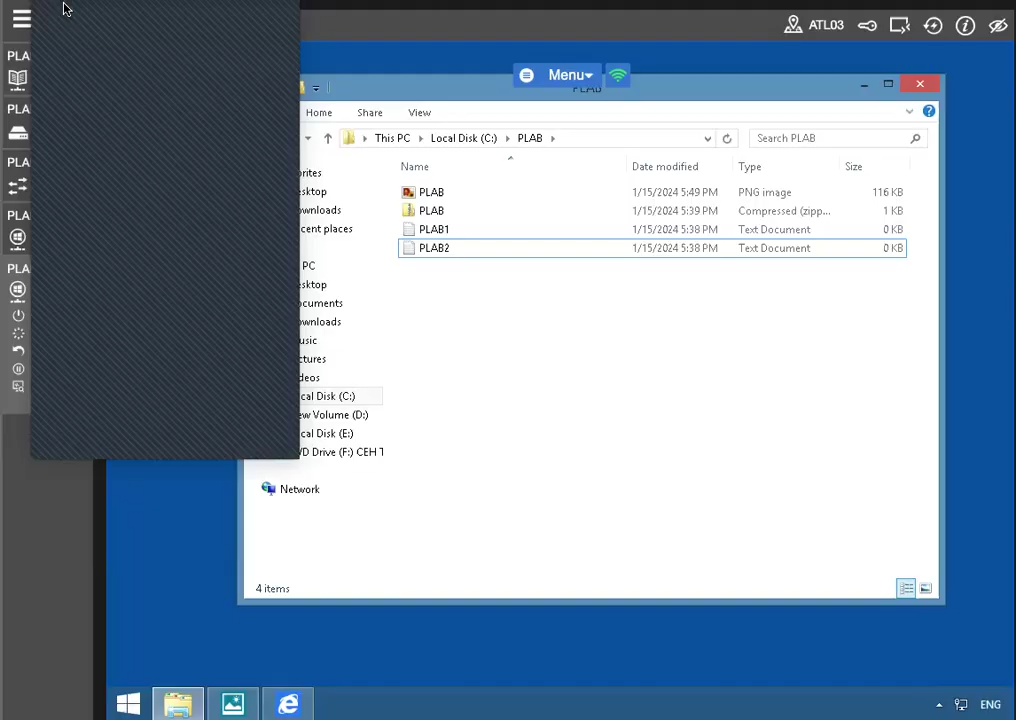 ATL03
PLA
Menu
PLAB
Home Share View
This PC Local Disk (C:) PLAB
Search PLAB
Name Date modified Type Size
PLAB 1/15/2024 5:49 PM PNG image 116 KB
PLAB 1/15/2024 5:39 PM Compressed (zipp... 1 KB
PLAB1 1/15/2024 5:38 PM Text Document 0 KB
PLAB2 1/15/2024 5:38 PM Text Document 0 KB
PLA
PLA
PLA
PLA
rites
sktop
wnloads
cent places
PC
sktop
ocuments
ownloads
usic
ctures
deos
cal Disk (C:)
ew Volume (D:)
cal Disk (E:)
VD Drive (F:) CEH T
Network
4 items
ENG